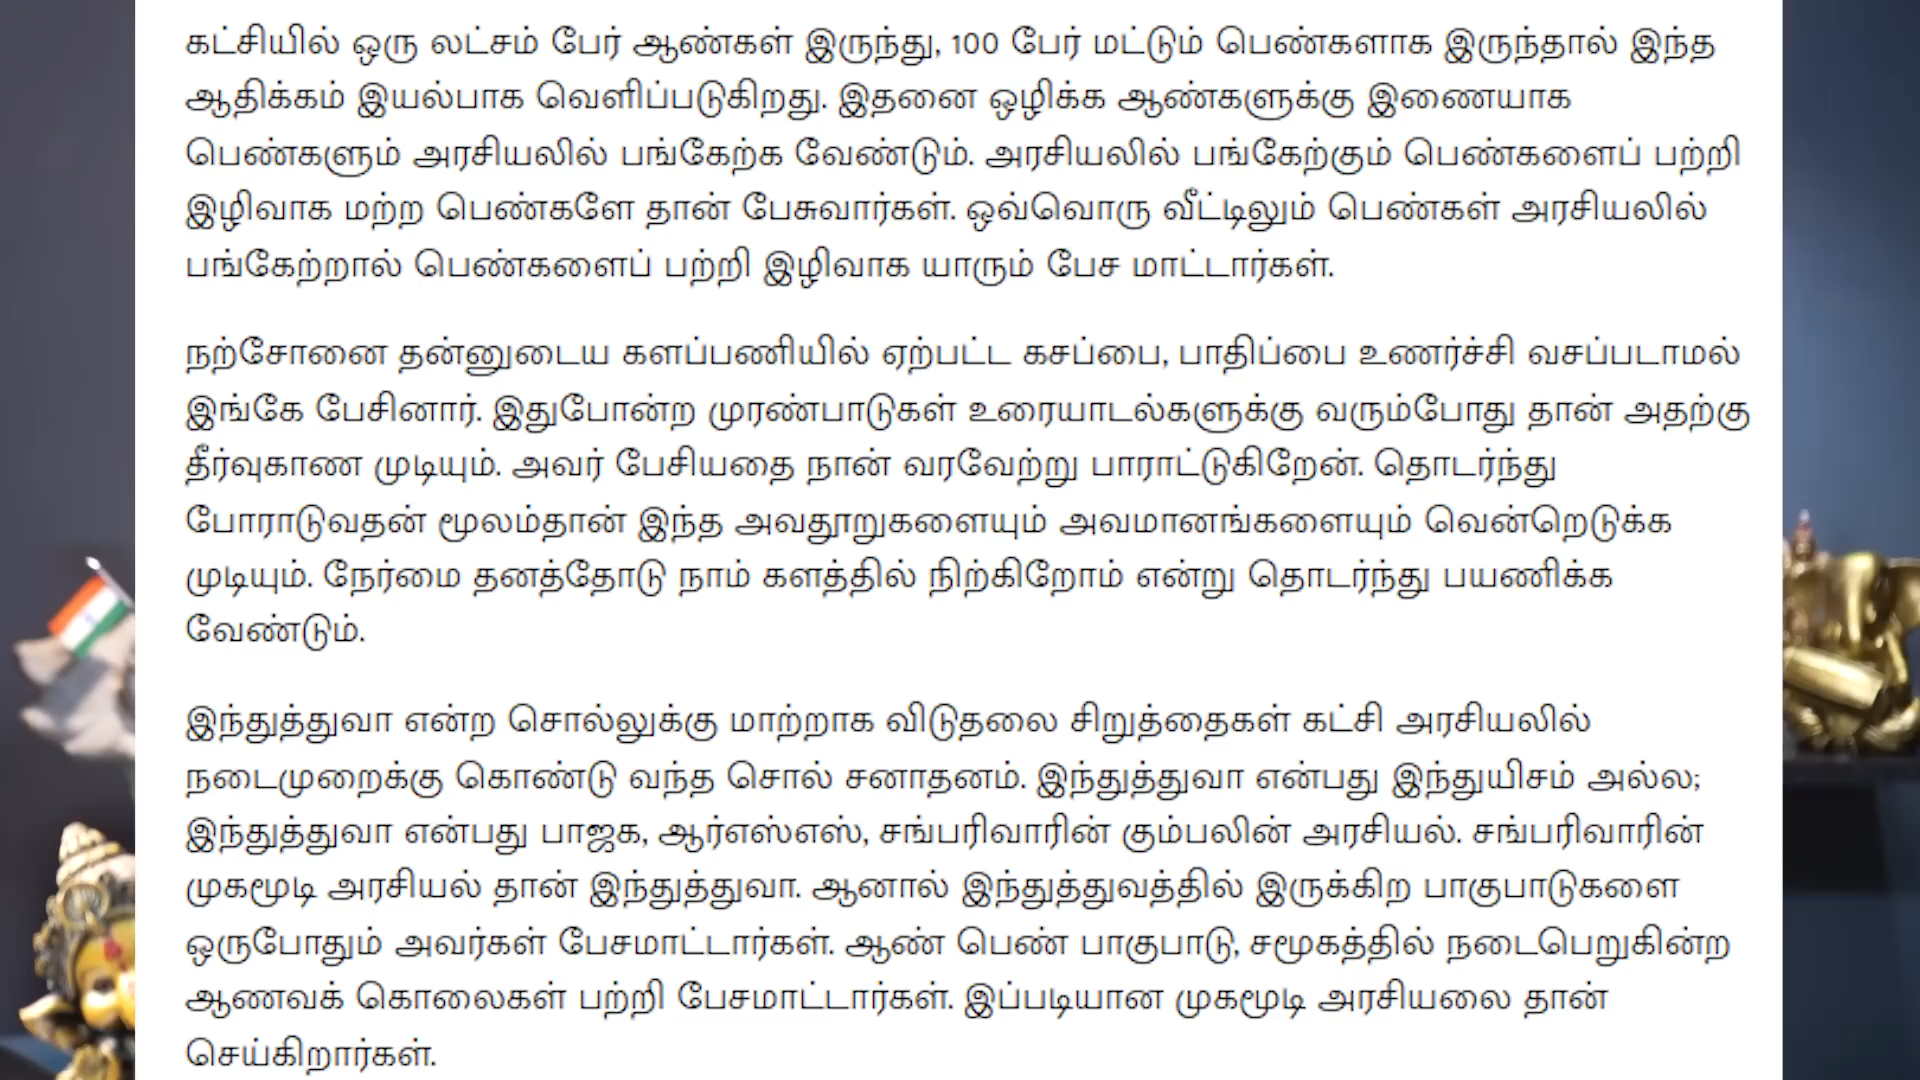 கட்சியில் ஒரு லட்சம் பேர் ஆண்கள் இருந்து, 100 பேர் மட்டும் பெண்களாக இருந்தால் இந்த
ஆதிக்கம் இயல்பாக வெளிப்படுகிறது. இதனை ஒழிக்க ஆண்களுக்கு இணையாக
பெண்களும் அரசியலில் பங்கேற்க வேண்டும். அரசியலில் பங்கேற்கும் பெண்களைப் பற்றி
இழிவாக மற்ற பெண்களே தான் பேசுவார்கள். ஒவ்வொரு வீட்டிலும் பெண்கள் அரசியலில்
பங்கேற்றால் பெண்களைப் பற்றி இழிவாக யாரும் பேச மாட்டார்கள்.
நற்சோனை தன்னுடைய களப்பணியில் ஏற்பட்ட கசப்பை, பாதிப்பை உணர்ச்சி வசப்படாமல்
இங்கே பேசினார். இதுபோன்ற முரண்பாடுகள் உரையாடல்களுக்கு வரும்போது தான் அதற்கு
தீர்வுகாண முடியும். அவர் பேசியதை நான் வரவேற்று பாராட்டுகிறேன். தொடர்ந்து
போராடுவதன் மூலம்தான் இந்த அவதூறுகளையும் அவமானங்களையும் வென்றெடுக்க
முடியும். நேர்மை தனத்தோடு நாம் களத்தில் நிற்கிறோம் என்று தொடர்ந்து பயணிக்க
வேண்டும்.
இந்துத்துவா என்ற சொல்லுக்கு மாற்றாக விடுதலை சிறுத்தைகள் கட்சி அரசியலில்
நடைமுறைக்கு கொண்டு வந்த சொல் சனாதனம். இந்துத்துவா என்பது இந்துயிசம் அல்ல;
இந்துத்துவா என்பது பாஜக, ஆர்எஸ்எஸ், சங்பரிவாரின் கும்பலின் அரசியல். சங்பரிவாரின்
முகமூடி அரசியல் தான் இந்துத்துவா. ஆனால் இந்துத்துவத்தில் இருக்கிற பாகுபாடுகளை
ஒருபோதும் அவர்கள் பேசமாட்டார்கள். ஆண் பெண் பாகுபாடு, சமூகத்தில் நடைபெறுகின்ற
ஆணவக் கொலைகள் பற்றி பேசமாட்டார்கள். இப்படியான முகமூடி அரசியலை தான்
செய்கிறார்கள்.